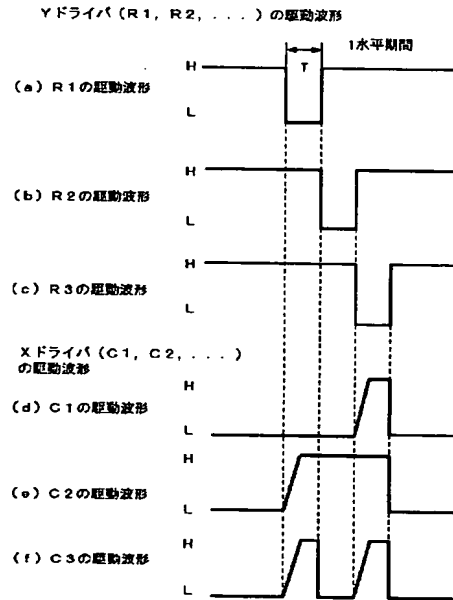 Yドライバ（R1, R2, ....）の駆動波形
1水平期間
H
T
（a）R1の駆動波形
L
H
（b）R2の駆動波形
L
H
（c）R3の駆動波形
L
Xドライバ（C1, C2, ....）
の駆動波形
H
（d）C1の駆動波形
L
H
（e）C2の駆動波形
L
H
（f）C3の駆動波形
L